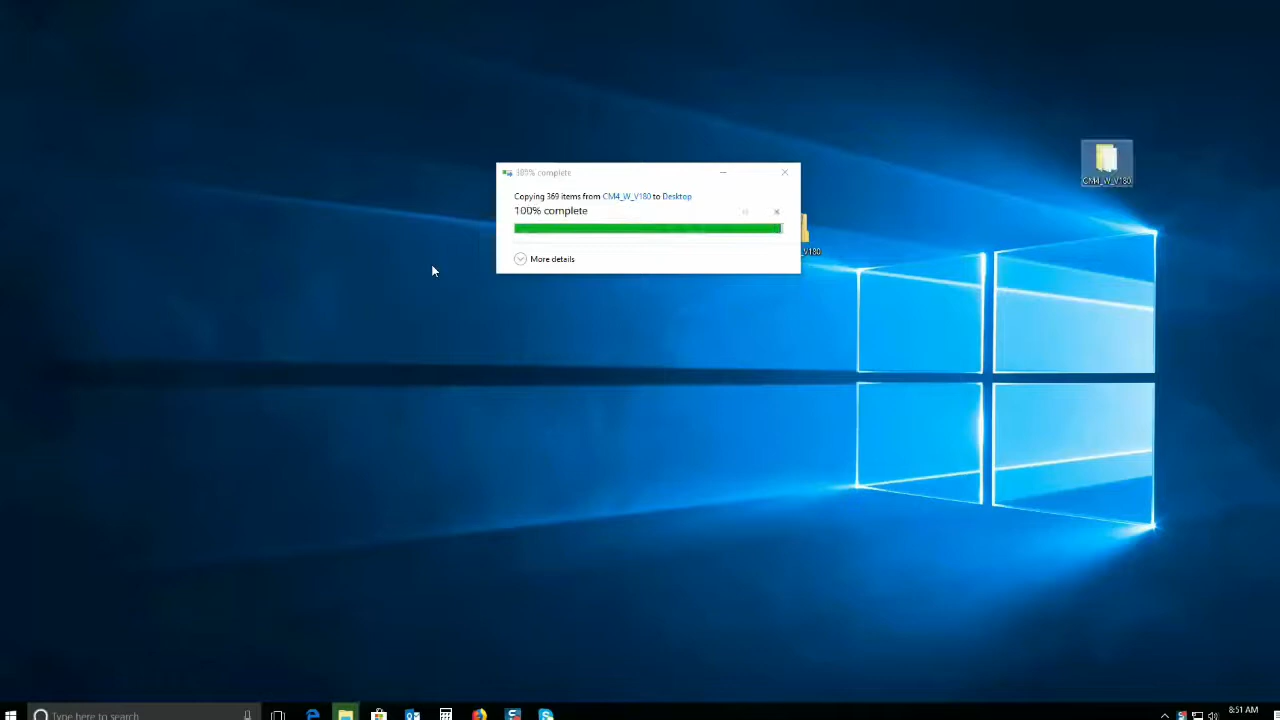 CM4_W_V180
100% complete
Copying 369 items from CM4_W_V180 to Desktop
100% complete
_V180
More details
Type here to search
8:51 AM